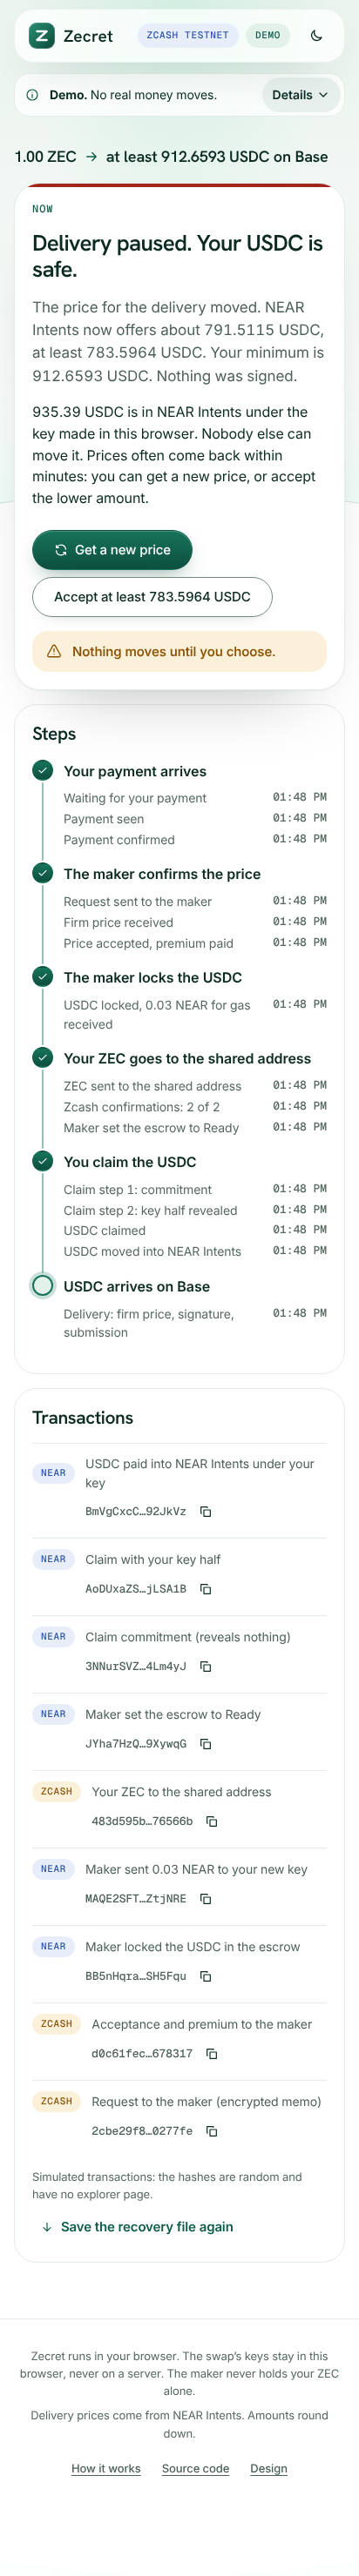 Zecret
ZCASH TESTNET
DEMO
Demo. No real money moves.
Details
1.00 ZEC → at least 912.6593 USDC on Base
NOW
Delivery paused. Your USDC is
safe.
The price for the delivery moved. NEAR
Intents now offers about 791.5115 USDC,
at least 783.5964 USDC. Your minimum is
912.6593 USDC. Nothing was signed.
935.39 USDC is in NEAR Intents under the
key made in this browser. Nobody else can
move it. Prices often come back within
minutes: you can get a new price, or accept
the lower amount.
Get a new price
Accept at least 783.5964 USDC
Nothing moves until you choose.
Steps
Your payment arrives
Waiting for your payment 01:48 PM
Payment seen 01:48 PM
Payment confirmed 01:48 PM
The maker confirms the price
Request sent to the maker 01:48 PM
Firm price received 01:48 PM
Price accepted, premium paid 01:48 PM
The maker locks the USDC
USDC locked, 0.03 NEAR for gas 01:48 PM
received
Your ZEC goes to the shared address
ZEC sent to the shared address 01:48 PM
Zcash confirmations: 2 of 2 01:48 PM
Maker set the escrow to Ready 01:48 PM
You claim the USDC
Claim step 1: commitment 01:48 PM
Claim step 2: key half revealed 01:48 PM
USDC claimed 01:48 PM
USDC moved into NEAR Intents 01:48 PM
USDC arrives on Base
Delivery: firm price, signature, 01:48 PM
submission
Transactions
NEAR USDC paid into NEAR Intents under your
key
BmVgCxcC…92JkVz
NEAR Claim with your key half
AoDUxaZS…jLSA1B
NEAR Claim commitment (reveals nothing)
3NNurSVZ…4Lm4yJ
NEAR Maker set the escrow to Ready
JYha7HzQ…9XywqG
ZCASH Your ZEC to the shared address
483d595b…76566b
NEAR Maker sent 0.03 NEAR to your new key
MAQE2SFT…ZtjNRE
NEAR Maker locked the USDC in the escrow
BB5nHqra…SH5Fqu
ZCASH Acceptance and premium to the maker
d0c61fec…678317
ZCASH Request to the maker (encrypted memo)
2cbe29f8…0277fe
Simulated transactions: the hashes are random and
have no explorer page.
Save the recovery file again
Zecret runs in your browser. The swap's keys stay in this
browser, never on a server. The maker never holds your ZEC
alone.
Delivery prices come from NEAR Intents. Amounts round
down.
How it works Source code Design